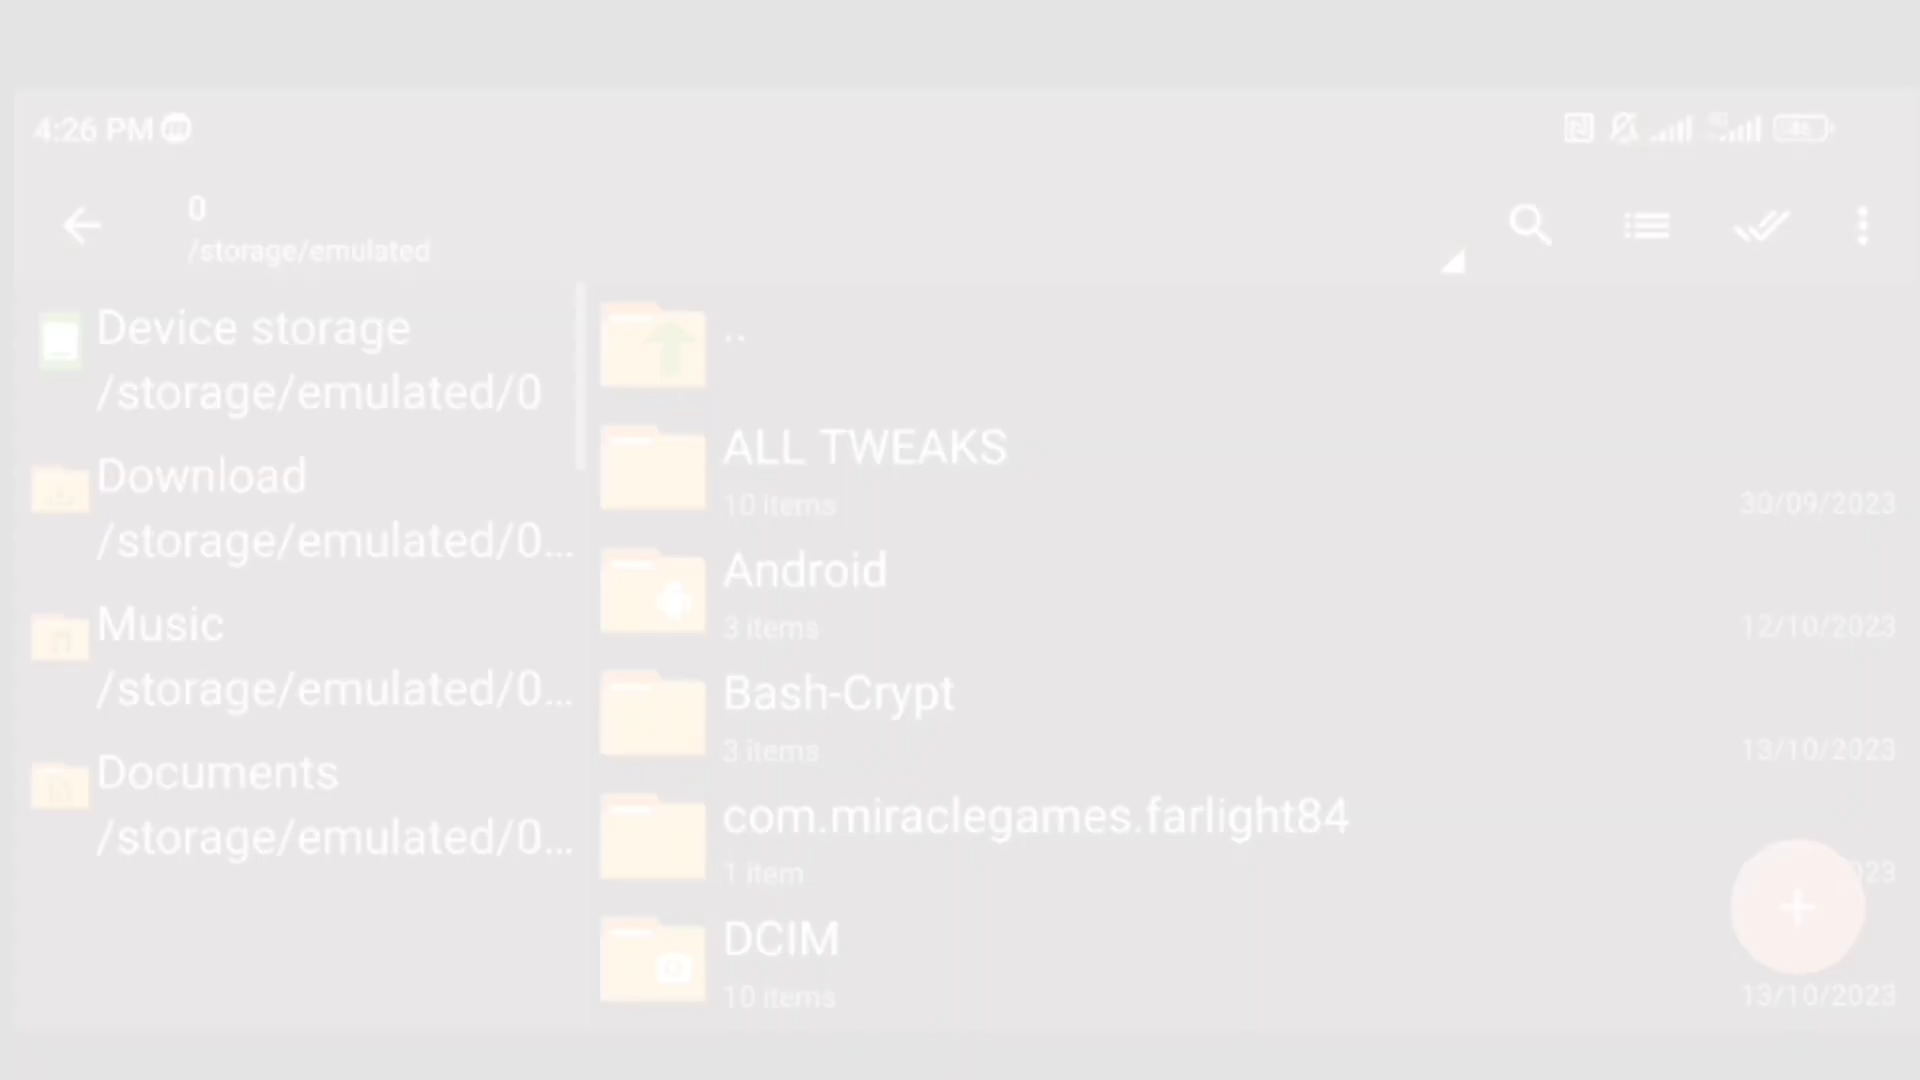 4:26 PM
46
0
/storage/emulated
Device storage
/storage/emulated/0
Download
/storage/emulated/0...
Music
/storage/emulated/0...
Documents
/storage/emulated/0...
..
ALL TWEAKS
10 items
30/09/2023
Android
3 items
12/10/2023
Bash-Crypt
3 items
13/10/2023
com.miraclegames.farlight84
1 item
023
DCIM
10 items
13/10/2023